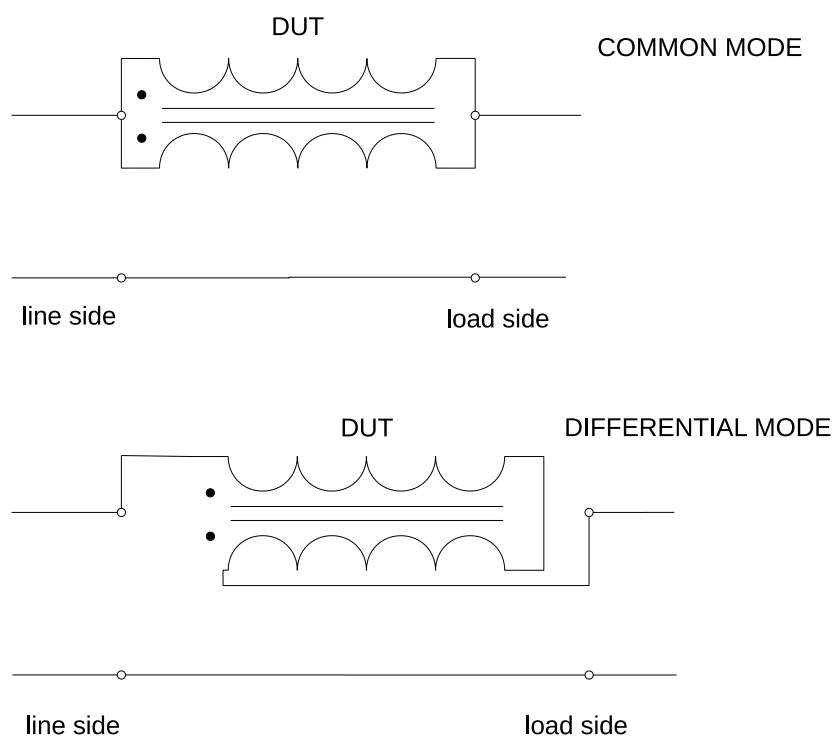 DUT
COMMON MODE
line side
load side
DUT
DIFFERENTIAL MODE
line side
load side